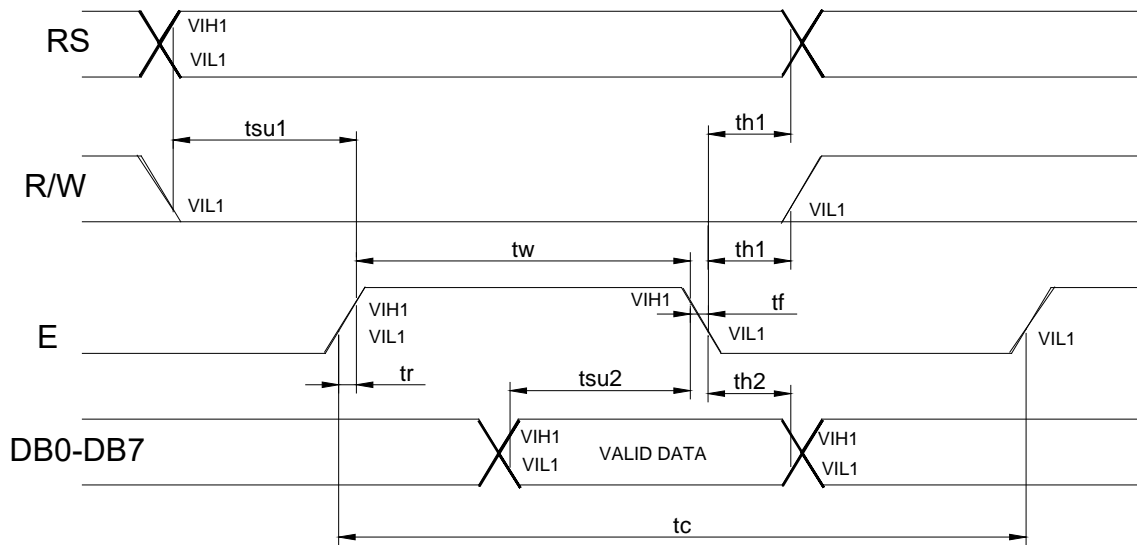 RS
VIH1
VIL1
tsu1
th1
R/W
VIL1
VIL1
tw
th1
E
VIH1
VIL1
VIH1
tf
VIL1
VIL1
tr
tsu2
th2
DB0-DB7
VIH1
VIL1
VALID DATA
VIH1
VIL1
tc